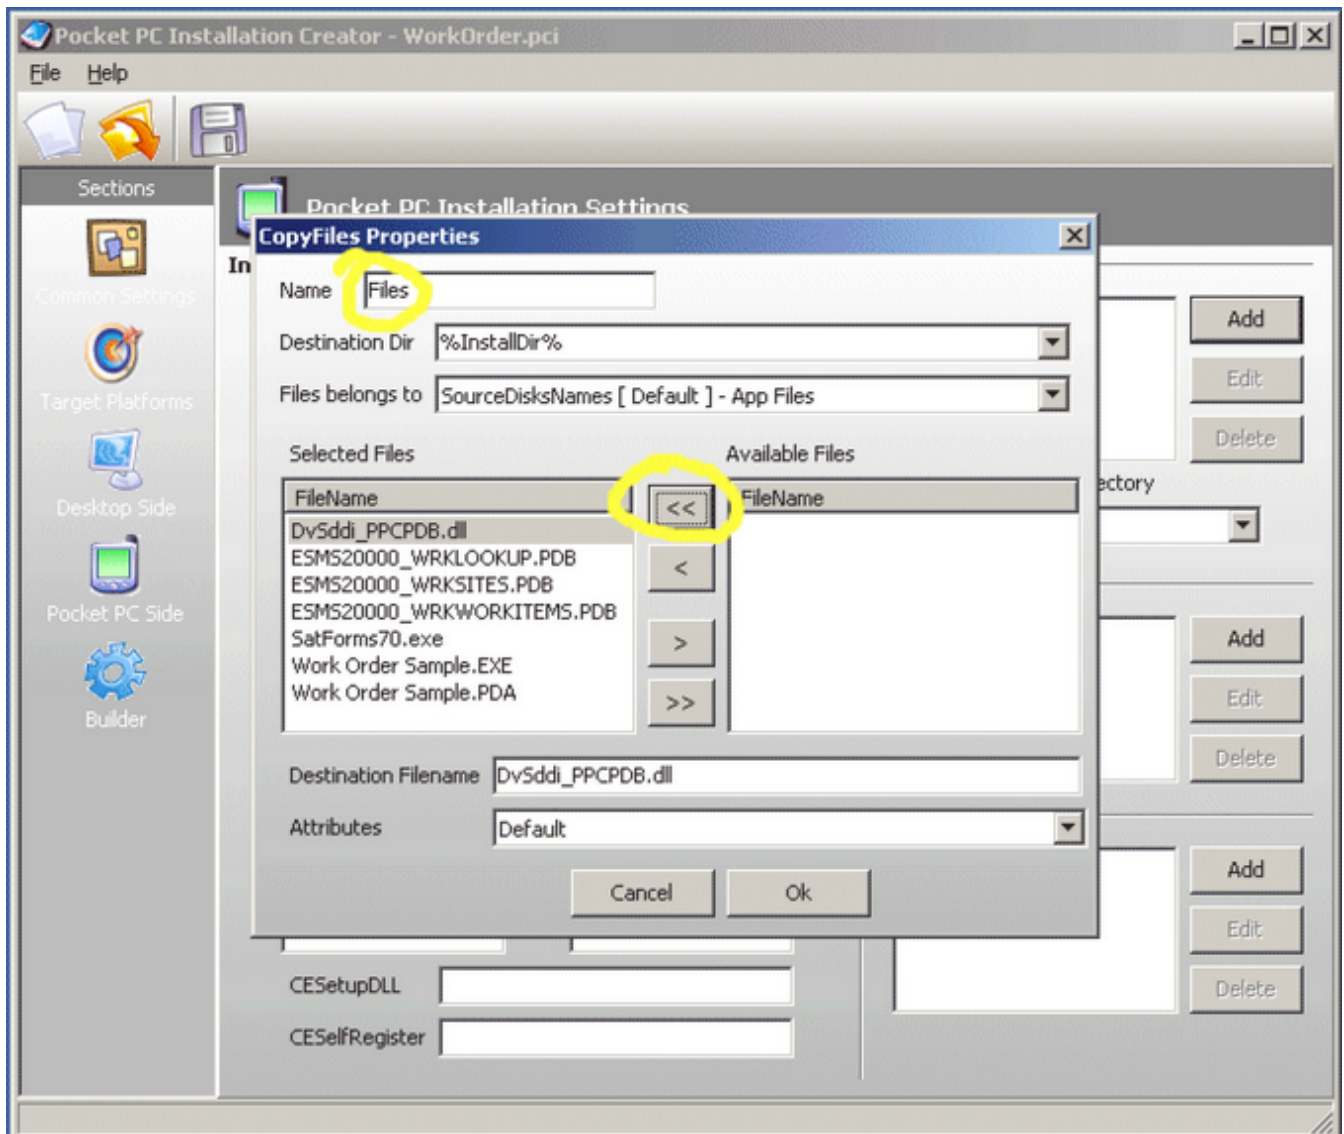 Pocket PC Installation Creator - WorkOrder.pci
File Help
Sections
Pocket PC Installation Settings
CopyFiles Properties
In
Common Settings
Name Files
Add
Destination Dir %InstallDir%
Edit
Target Platforms
Files belongs to SourceDisksNames [ Default ] - App Files
Delete
Selected Files Available Files
ectory
FileName << FileName
Desktop Side
DvSddi_PPCPDB.dll
ESMS20000_WRKLOOKUP.PDB
<
ESMS20000_WRKSITES.PDB
ESMS20000_WRKWORKITEMS.PDB
Pocket PC Side
SatForms70.exe
>
Add
Work Order Sample.EXE
Work Order Sample.PDA
>>
Edit
Builder
Delete
Destination Filename DvSddi_PPCPDB.dll
Attributes Default
Add
Cancel Ok
Edit
CESetupDLL
Delete
CESelfRegister